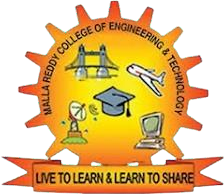 MALLA REDDY COLLEGE OF ENGINEERING & TECHNOLOGY
LIVE TO LEARN & LEARN TO SHARE